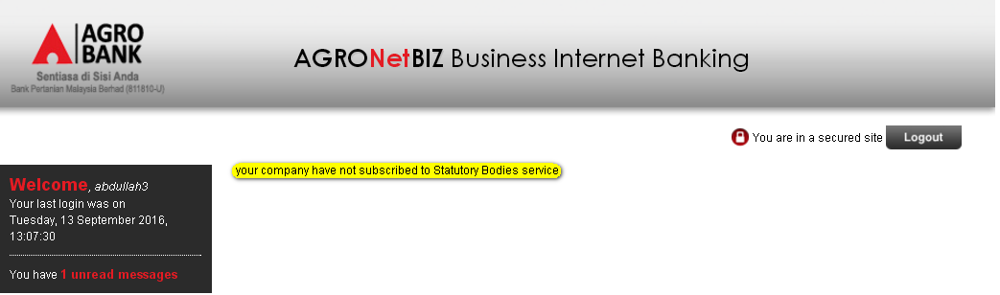 AGRO
BANK
Sentiasa di Sisi Anda
Bank Pertanian Malaysia Berhad (811810-U)
AGRONetBIZ Business Internet Banking
You are in a secured site Logout
Welcome, abdullah3
Your last login was on
Tuesday, 13 September 2016,
13:07:30
You have 1 unread messages
your company have not subscribed to Statutory Bodies service